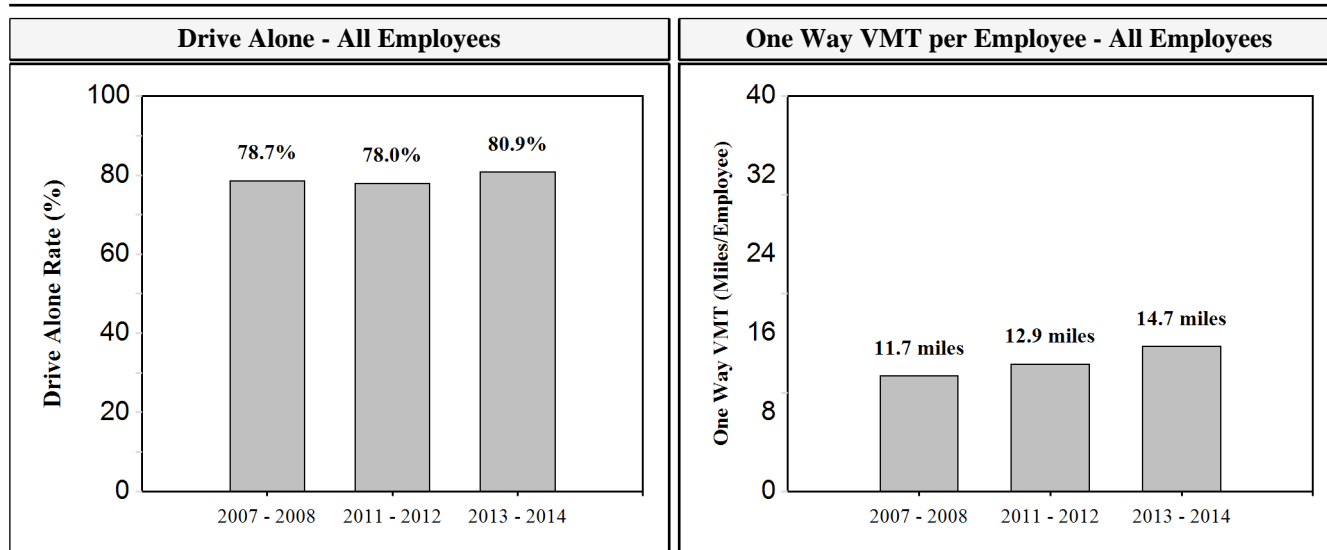 Drive Alone - All Employees
One Way VMT per Employee - All Employees
Drive Alone Rate (%)
100
80
60
40
20
0
78.7%
78.0%
80.9%
2007 - 2008
2011 - 2012
2013 - 2014
One Way VMT (Miles/Employee)
40
32
24
16
8
0
11.7 miles
12.9 miles
14.7 miles
2007 - 2008
2011 - 2012
2013 - 2014